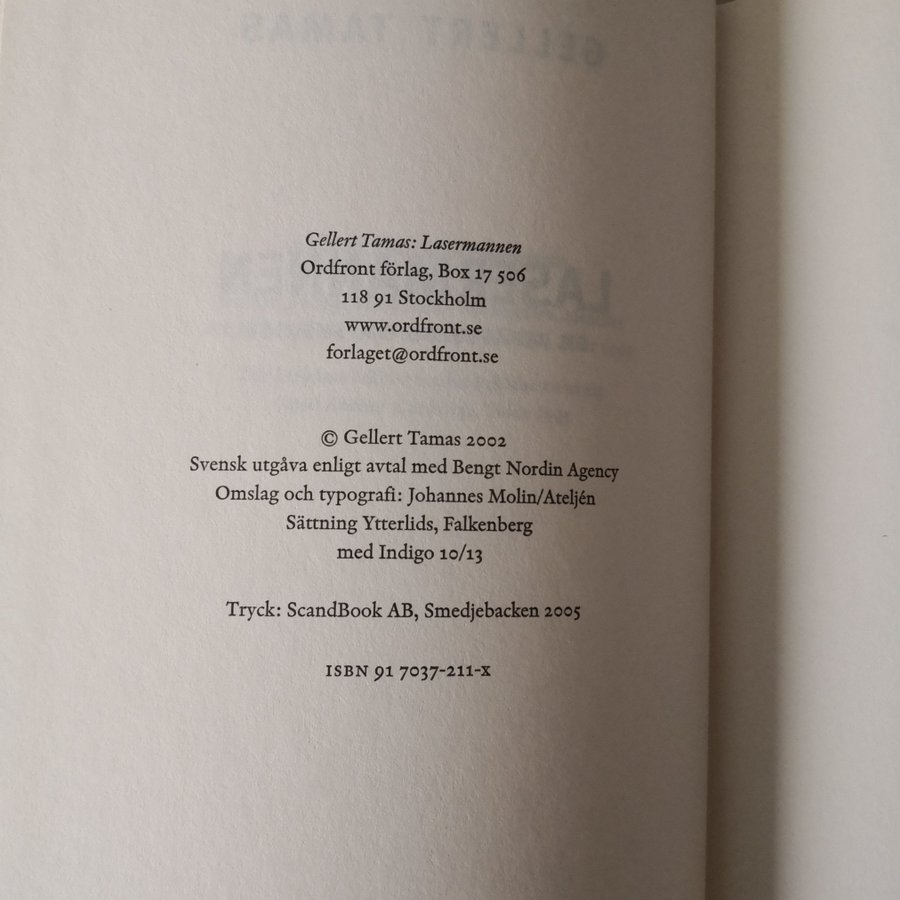 Gellert Tamas: Lasermannen
Ordfront förlag, Box 17 506
118 91 Stockholm
www.ordfront.se
forlaget@ordfront.se
© Gellert Tamas 2002
Svensk utgåva enligt avtal med Bengt Nordin Agency
Omslag och typografi: Johannes Molin/Ateljén
Sättning Ytterlids, Falkenberg
med Indigo 10/13
Tryck: ScandBook AB, Smedjebacken 2005
ISBN 91 7037-211-X